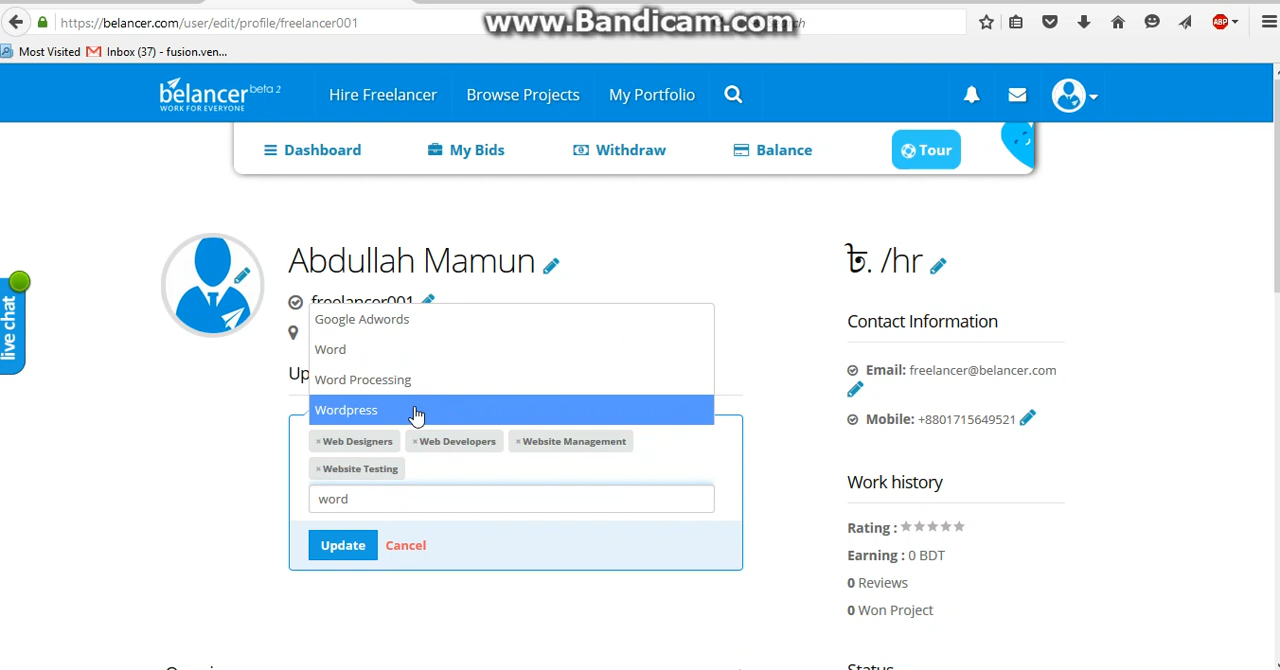 https://belancer.com/user/edit/profile/freelancer001
www.Bandicam.com
ABP
Most Visited
Inbox (37) - fusion.ven...
belancer beta 2
WORK FOR EVERYONE
Hire Freelancer
Browse Projects
My Portfolio
Dashboard
My Bids
Withdraw
Balance
Tour
live chat
Abdullah Mamun
freelancer001
Up
Google Adwords
Word
Word Processing
Wordpress
× Web Designers × Web Developers × Website Management
× Website Testing
word
Update Cancel
৳. /hr
Contact Information
Email: freelancer@belancer.com
Mobile: +8801715649521
Work history
Rating :
Earning : 0 BDT
0 Reviews
0 Won Project